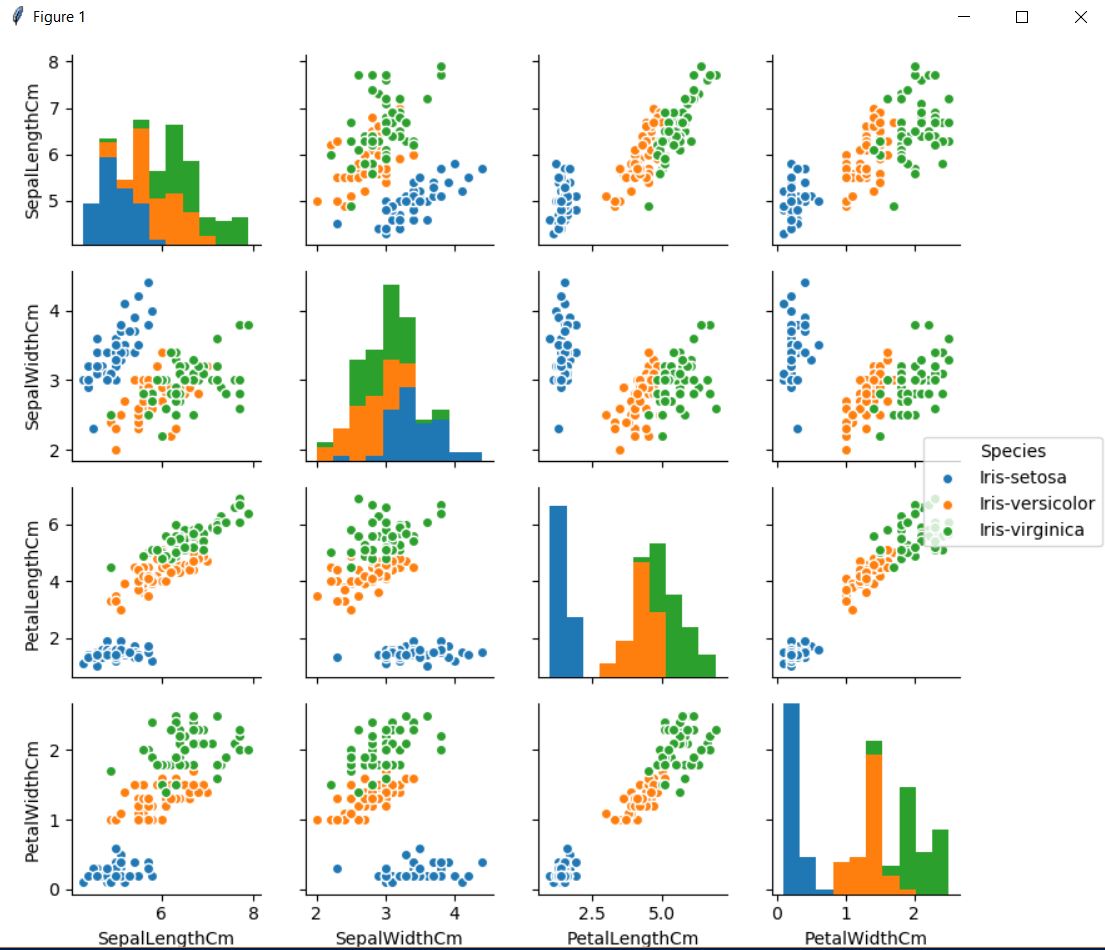 Figure 1
8
7
6
5
SepalLengthCm
4
3
2
SepalWidthCm
Species
Iris-setosa
Iris-versicolor
Iris-virginica
6
4
2
PetalLengthCm
2
1
0
PetalWidthCm
6 8
2 3 4
2.5 5.0
0 1 2
SepalLengthCm SepalWidthCm PetalLengthCm PetalWidthCm